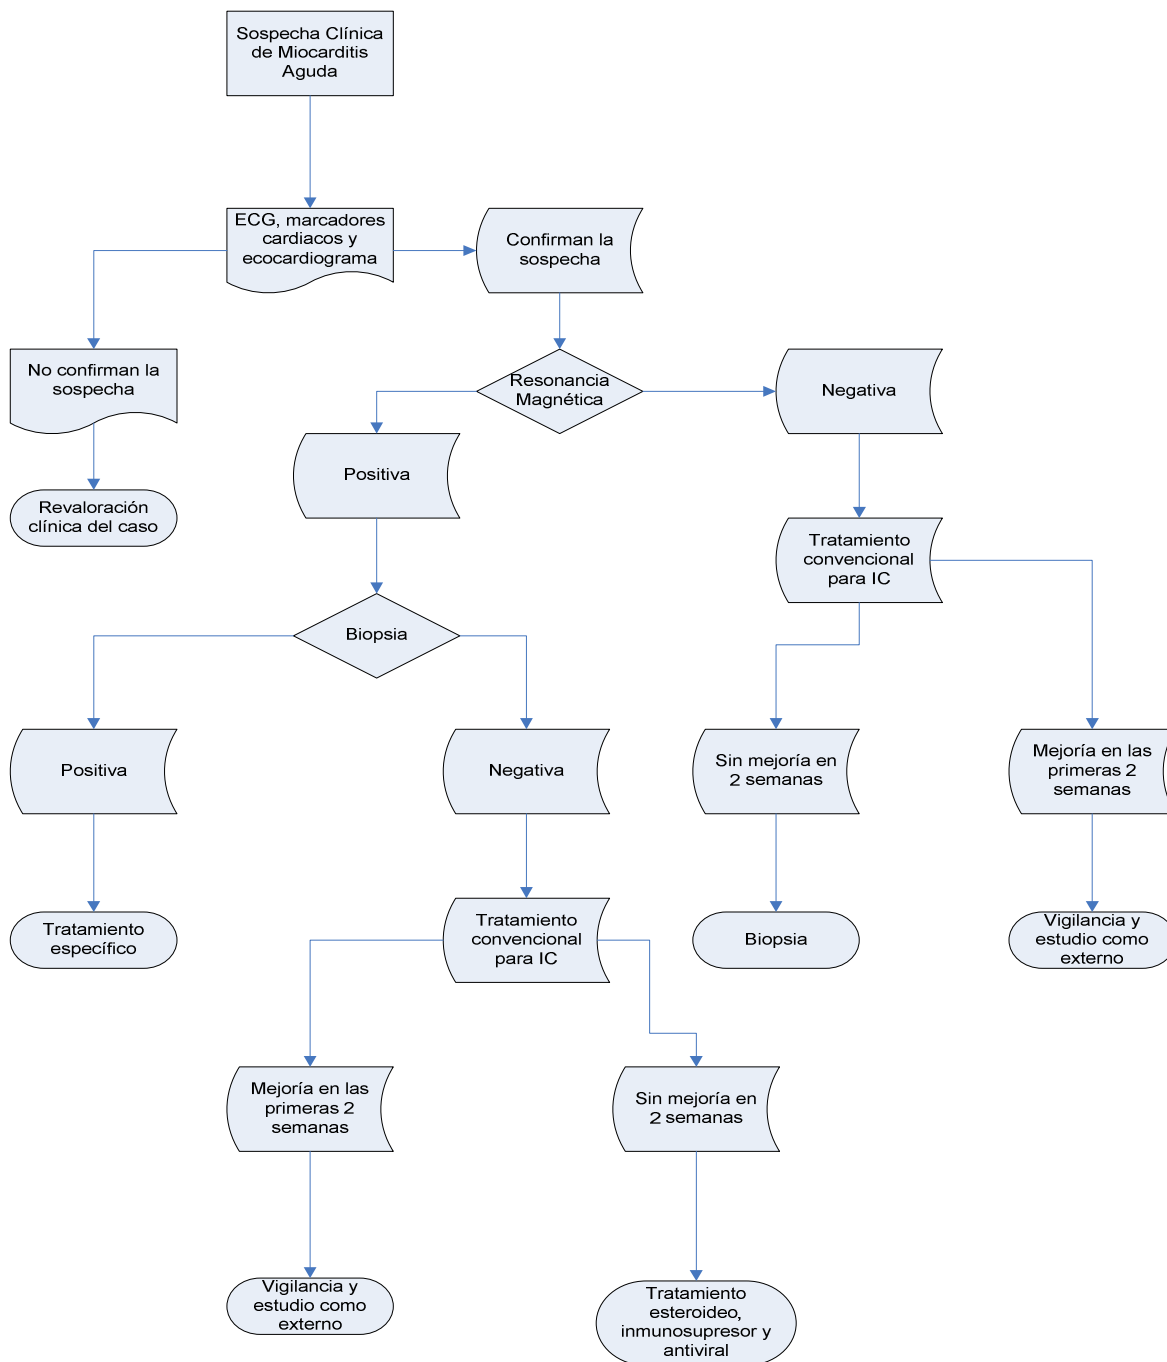 Sospecha Clínica
de Miocarditis
Aguda
ECG, marcadores
cardiacos y
ecocardiograma
Confirman la
sospecha
No confirman la
sospecha
Resonancia
Magnética
Negativa
Positiva
Revaloración
clínica del caso
Tratamiento
convencional
para IC
Biopsia
Positiva
Negativa
Sin mejoría en
2 semanas
Mejoría en las
primeras 2
semanas
Tratamiento
específico
Tratamiento
convencional
para IC
Biopsia
Vigilancia y
estudio como
externo
Mejoría en las
primeras 2
semanas
Sin mejoría en
2 semanas
Vigilancia y
estudio como
externo
Tratamiento
esteroideo,
inmunosupresor y
antiviral